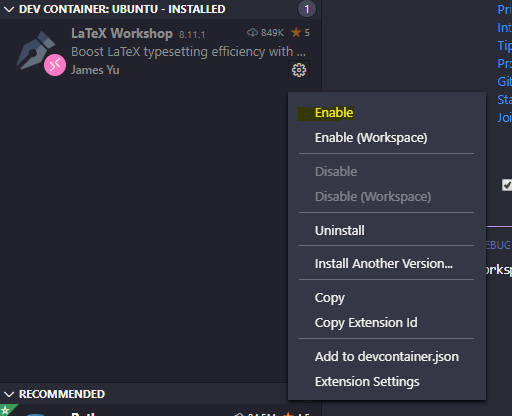 DEV CONTAINER: UBUNTU - INSTALLED 1
LaTeX Workshop 8.11.1 849K 5
Boost LaTeX typesetting efficiency with ...
James Yu
Enable
Enable (Workspace)
Disable
Disable (Workspace)
Uninstall
Install Another Version...
Copy
Copy Extension Id
Add to devcontainer.json
Extension Settings
RECOMMENDED
Pri
Int
Tip
Pro
Git
Sta
Joi
EBUG
orksp